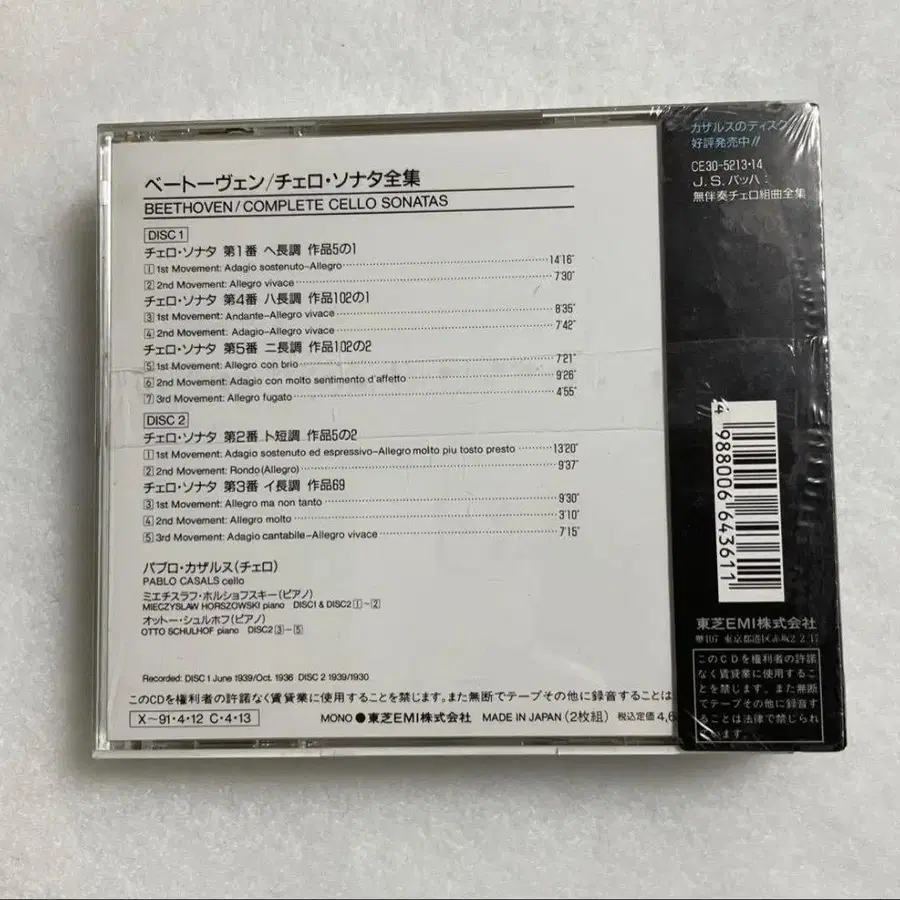 ベートーヴェン/チェロ・ソナタ全集
BEETHOVEN/COMPLETE CELLO SONATAS
DISC 1
チェロ・ソナタ 第1番 ヘ長調 作品5の1
1 1st Movement: Adagio sostenuto–Allegro 14'16"
2 2nd Movement: Allegro vivace 7'30"
チェロ・ソナタ 第4番 ハ長調 作品102の1
3 1st Movement: Andante–Allegro vivace 8'35"
4 2nd Movement: Adagio–Allegro vivace 7'42"
チェロ・ソナタ 第5番 ニ長調 作品102の2
5 1st Movement: Allegro con brio 7'21"
6 2nd Movement: Adagio con molto sentimento d'affetto 9'26"
7 3rd Movement: Allegro fugato 4'55"
DISC 2
チェロ・ソナタ 第2番 ト短調 作品5の2
1 1st Movement: Adagio sostenuto ed espressivo–Allegro molto piu tosto presto 13'20"
2 2nd Movement: Rondo (Allegro) 9'37"
チェロ・ソナタ 第3番 イ長調 作品69
3 1st Movement: Allegro ma non tanto 9'30"
4 2nd Movement: Allegro molto 3'10"
5 3rd Movement: Adagio cantabile–Allegro vivace 7'15"
パブロ・カザルス(チェロ)
PABLO CASALS cello
ミエチスラフ・ホルショフスキー(ピアノ)
MIECZYSLAW HORSZOWSKI piano DISC1 & DISC2 1~2
オットー・シュルホフ(ピアノ)
OTTO SCHULHOF piano DISC2 3–5
Recorded: DISC 1 June 1939/Oct. 1936 DISC 2 1939/1930
このCDを権利者の許諾なく賃貸業に使用することを禁じます。また無断でテープその他に録音することは
X~91・4・12 C・4・13
MONO 東芝EMI株式会社 MADE IN JAPAN (2枚組) 税込定価4,6
カザルスのディスク
好評発売中!!
CE30-5213・14
J.S.バッハ:
無伴奏チェロ組曲全集
4 988006 643611
東芝EMI株式会社
〒107 東京都港区赤坂2-2-17
このCDを権利者の許諾
なく賃貸業に使用する
ことを禁じます。また無断
でテープその他に録音す
ることは法律で禁じられ
います。